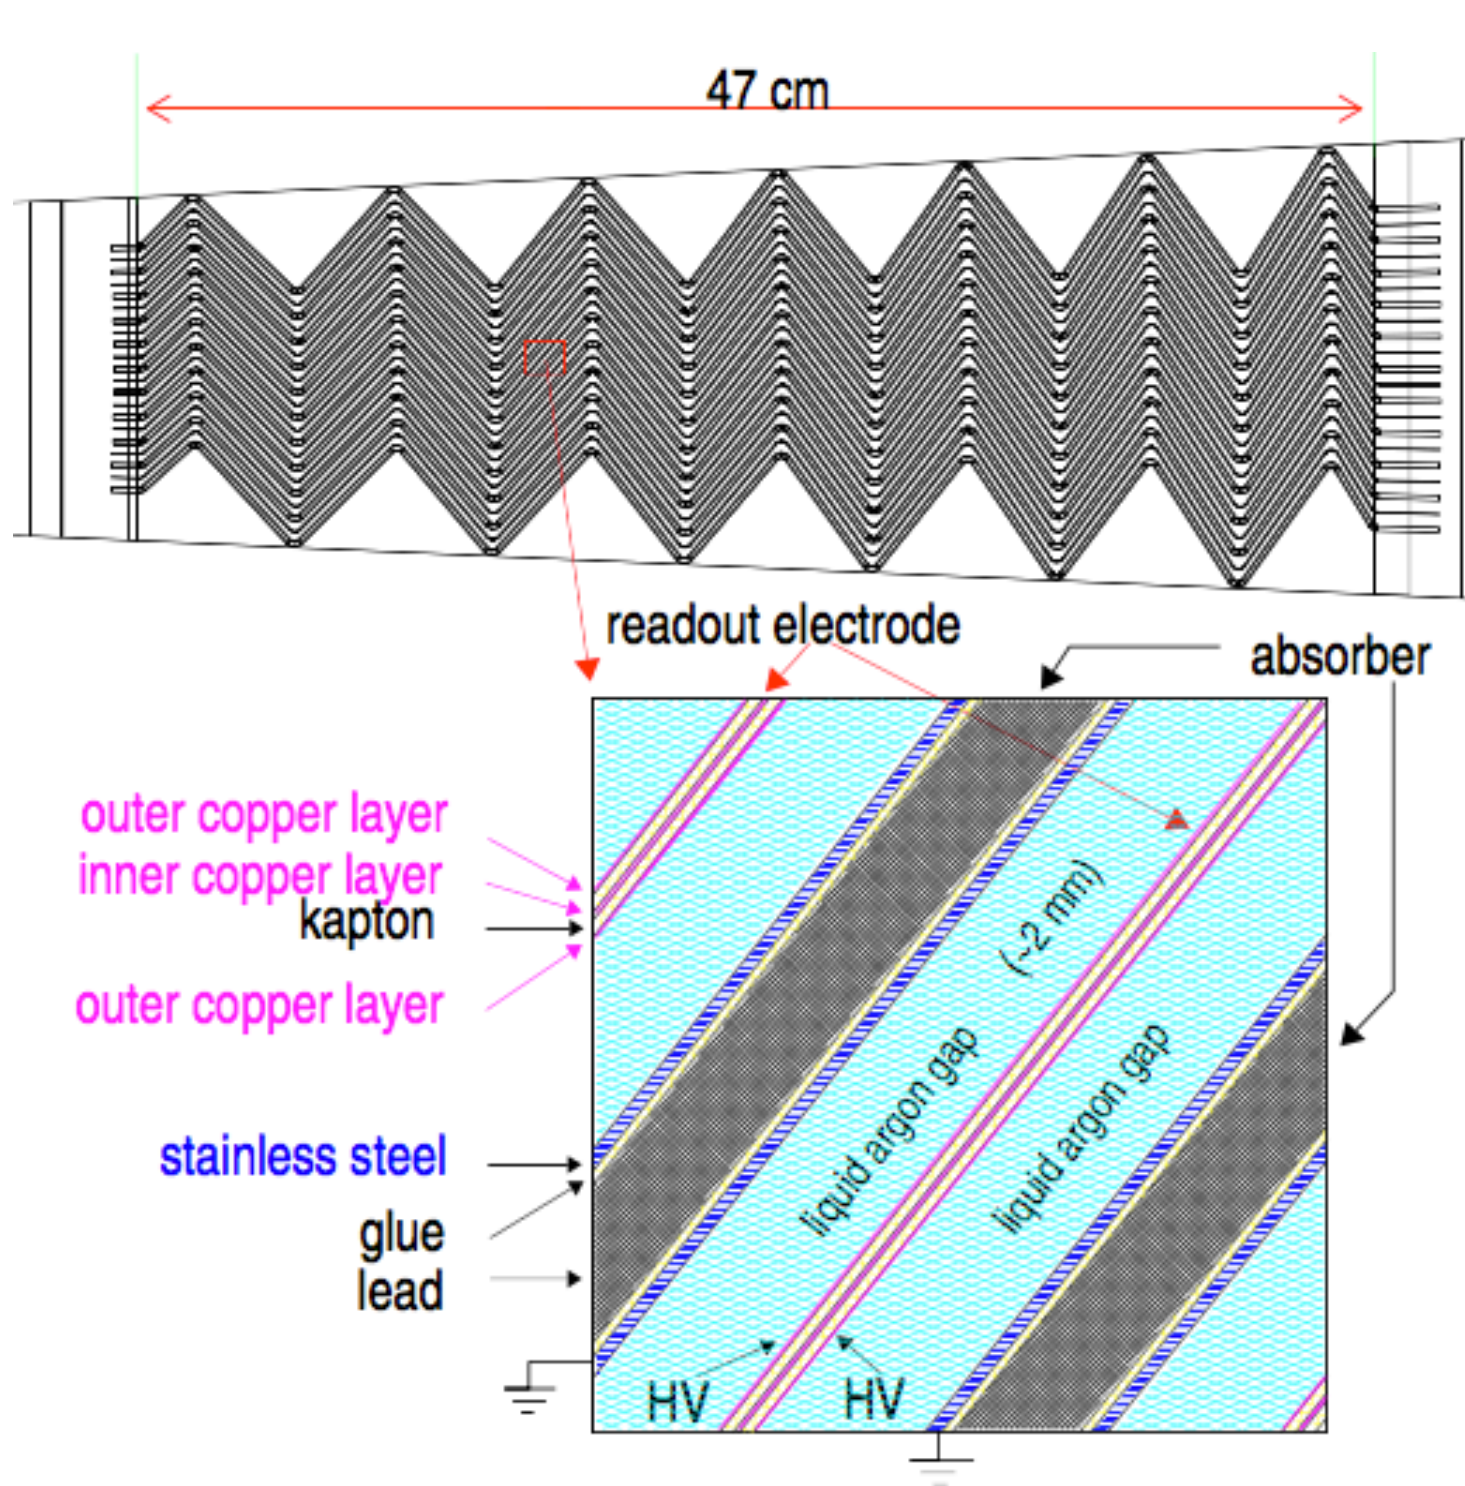 47 cm
readout electrode
absorber
outer copper layer
inner copper layer
kapton
outer copper layer
(~2 mm)
liquid argon gap
liquid argon gap
stainless steel
glue
lead
HV
HV